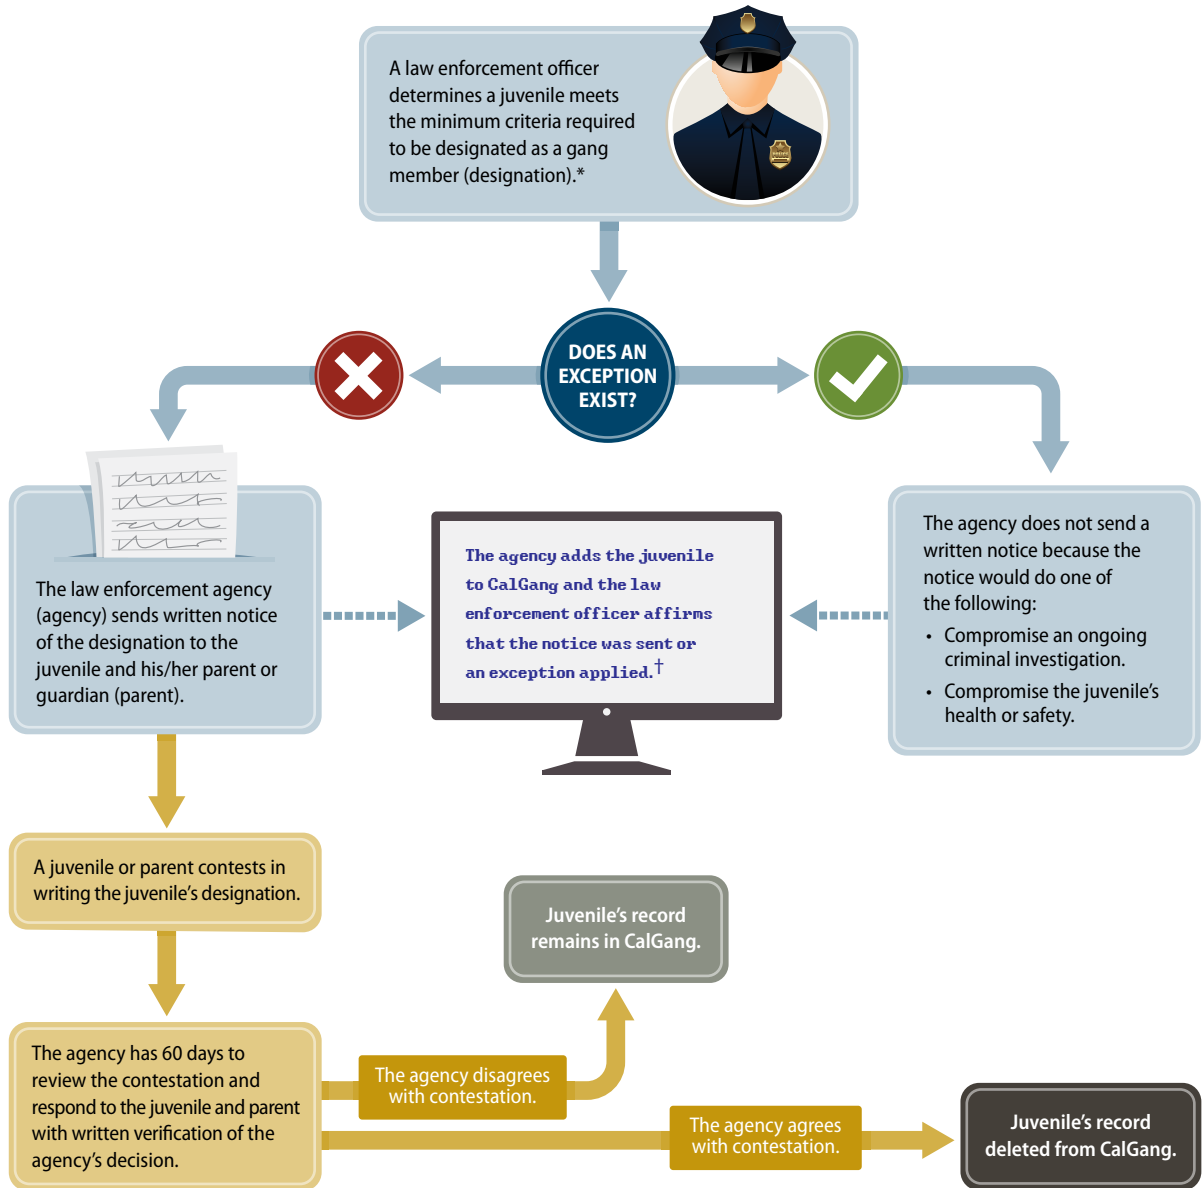 A law enforcement officer
determines a juvenile meets
the minimum criteria required
to be designated as a gang
member (designation).*
DOES AN
EXCEPTION
EXIST?
The law enforcement agency
(agency) sends written notice
of the designation to the
juvenile and his/her parent or
guardian (parent).
The agency adds the juvenile
to CalGang and the law
enforcement officer affirms
that the notice was sent or
an exception applied.†
The agency does not send a
written notice because the
notice would do one of
the following:
• Compromise an ongoing
criminal investigation.
• Compromise the juvenile’s
health or safety.
A juvenile or parent contests in
writing the juvenile’s designation.
Juvenile’s record
remains in CalGang.
The agency has 60 days to
review the contestation and
respond to the juvenile and parent
with written verification of the
agency’s decision.
The agency disagrees
with contestation.
The agency agrees
with contestation.
Juvenile’s record
deleted from CalGang.